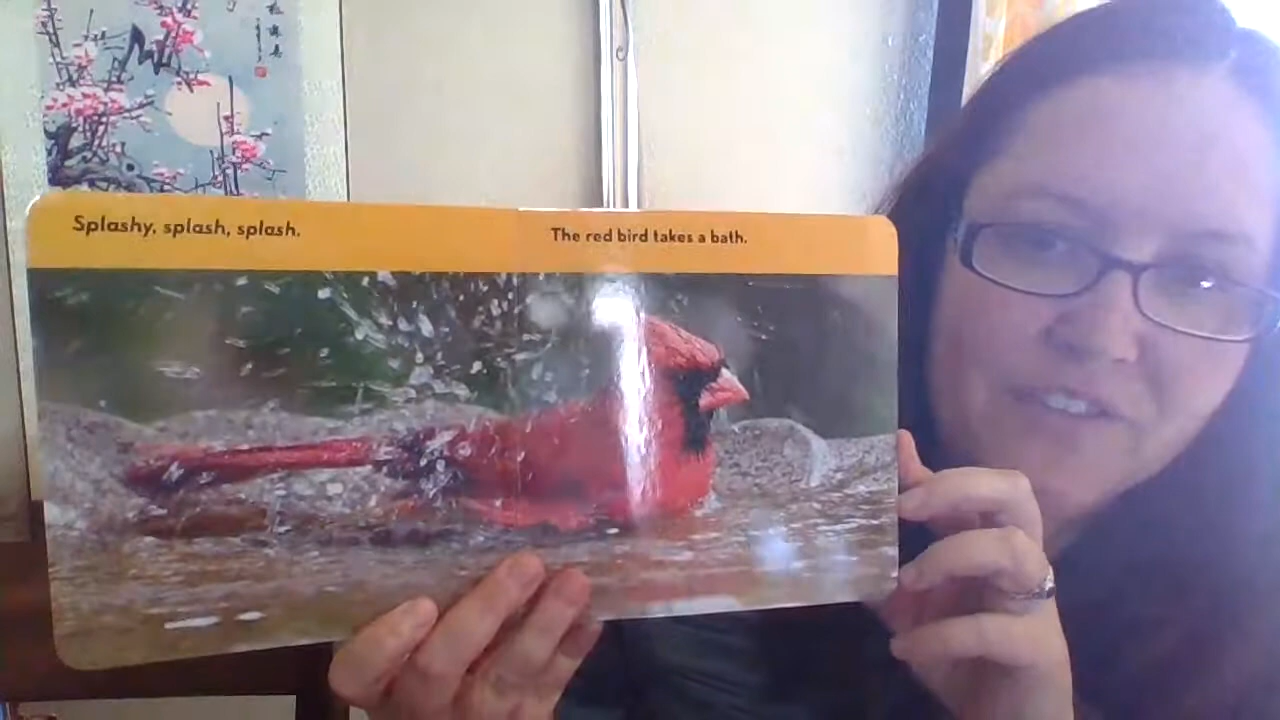 Splashy, splash, splash.
The red bird takes a bath.